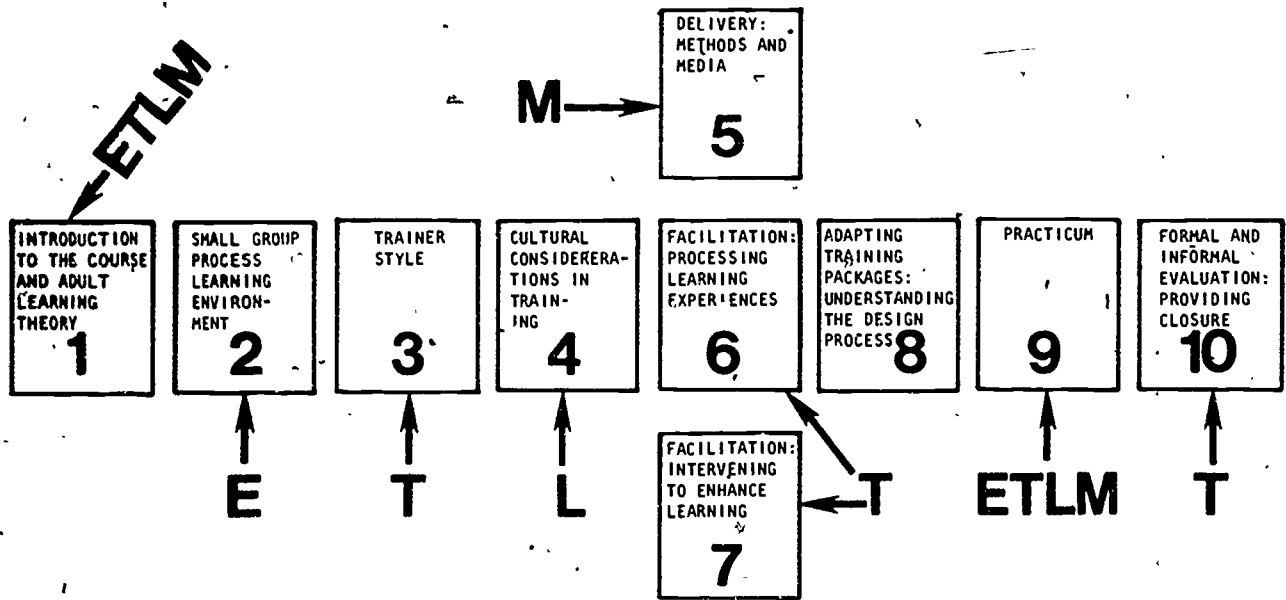 ETLM
INTRODUCTION
TO THE COURSE
AND ADULT
LEARNING
THEORY
1
SMALL GROUP
PROCESS
LEARNING
ENVIRON-
MENT
2
E
TRAINER
STYLE
3
T
CULTURAL
CONSIDERERA-
TIONS IN
TRAIN-
ING
4
L
M
DELIVERY:
METHODS AND
MEDIA
5
FACILITATION:
PROCESSING
LEARNING
EXPERIENCES
6
FACILITATION:
INTERVENING
TO ENHANCE
LEARNING
7
T
ADAPTING
TRAINING
PACKAGES:
UNDERSTANDING
THE DESIGN
PROCESS
8
PRACTICUM
9
ETLM
FORMAL AND
INFORMAL
EVALUATION:
PROVIDING
CLOSURE
10
T